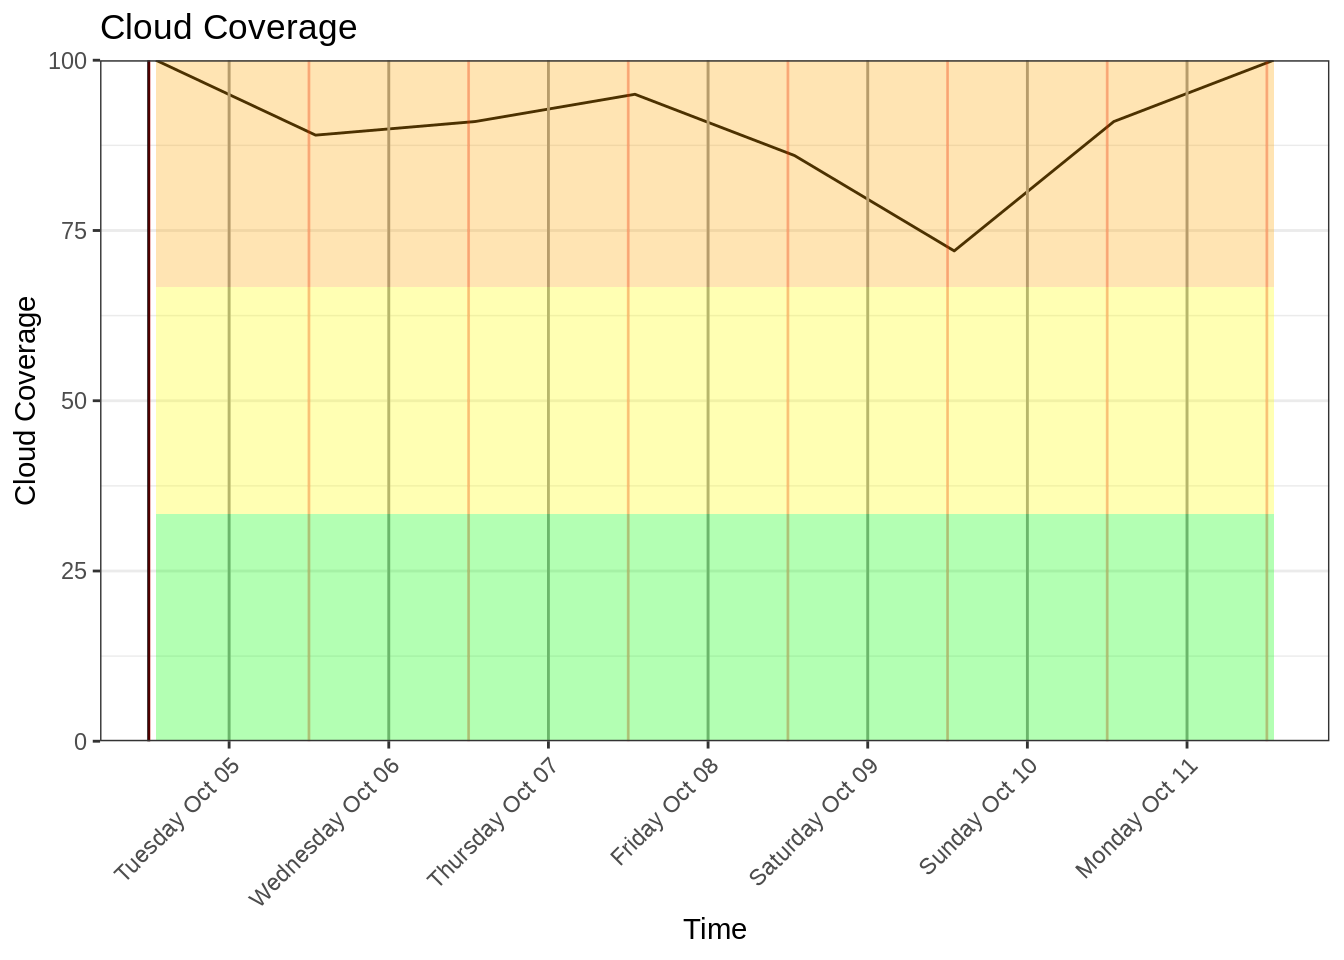 Cloud Coverage
100
75
50
25
0
Cloud Coverage
Tuesday Oct 05
Wednesday Oct 06
Thursday Oct 07
Friday Oct 08
Saturday Oct 09
Sunday Oct 10
Monday Oct 11
Time